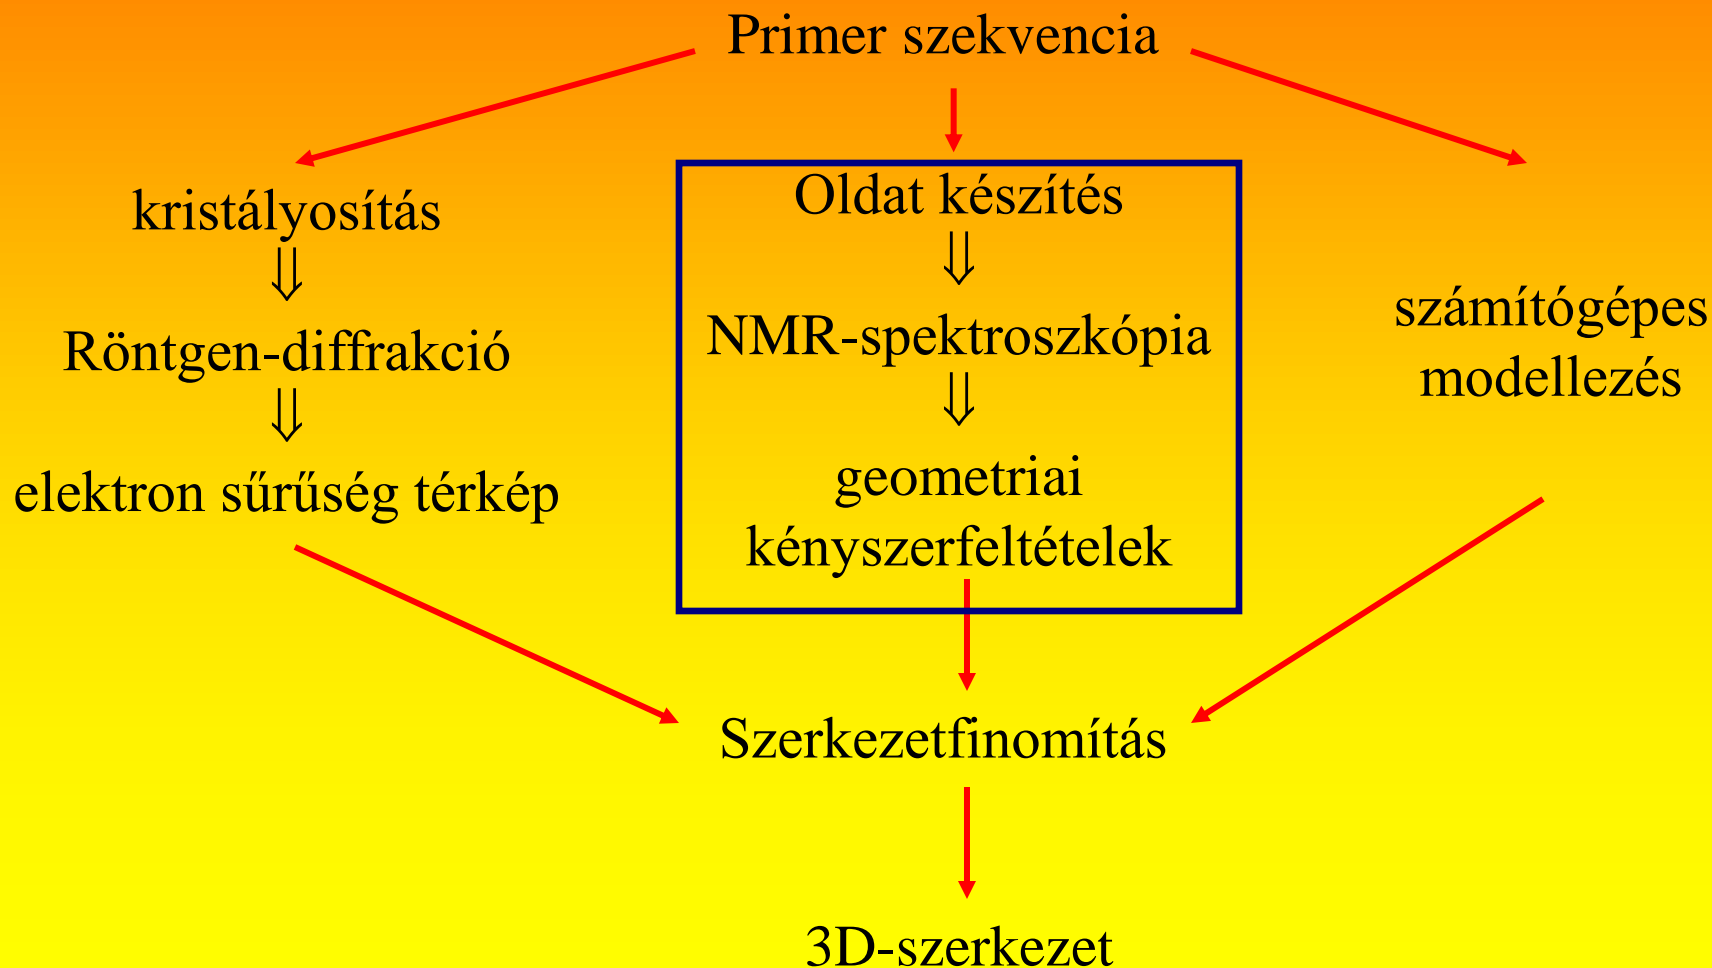 Primer szekvencia
kristályosítás
⇓
Röntgen-diffrakció
⇓
elektron sűrűség térkép
Oldat készítés
⇓
NMR-spektroszkópia
⇓
geometriai
kényszerfeltételek
számítógépes
modellezés
Szerkezetfinomítás
3D-szerkezet